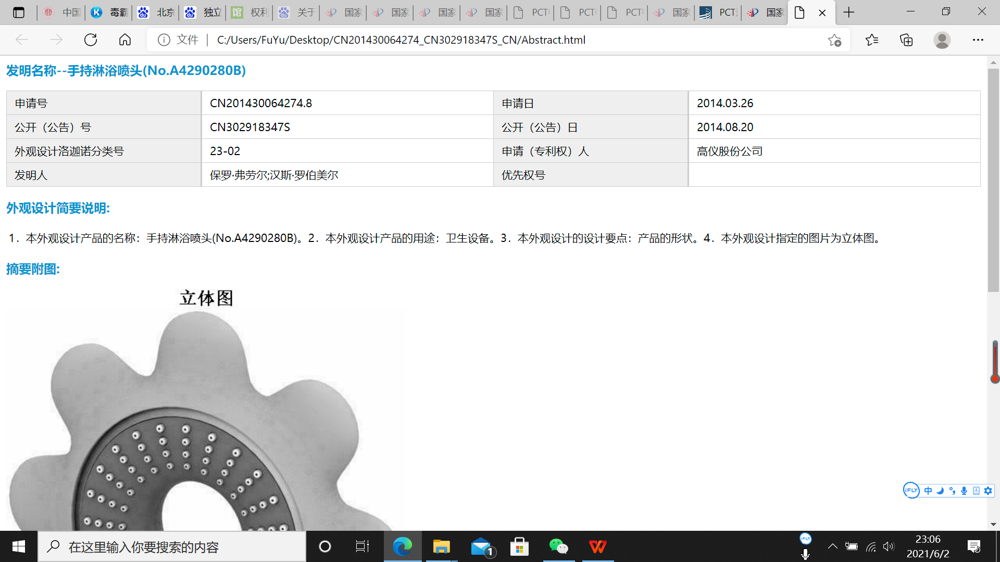 中国
毒霸
北京
独立
权利
关于
国家
国家
国家
国家
PCT
PCT
PCT
国家
PCT
国家
文件
C:/Users/FuYu/Desktop/CN201430064274_CN302918347S_CN/Abstract.html
发明名称--手持淋浴喷头(No.A4290280B)
申请号 CN201430064274.8 申请日 2014.03.26
公开（公告）号 CN302918347S 公开（公告）日 2014.08.20
外观设计洛迦诺分类号 23-02 申请（专利权）人 高仪股份公司
发明人 保罗·弗劳尔;汉斯·罗伯美尔 优先权号
外观设计简要说明:
1．本外观设计产品的名称：手持淋浴喷头(No.A4290280B)。2．本外观设计产品的用途：卫生设备。3．本外观设计的设计要点：产品的形状。4．本外观设计指定的图片为立体图。
摘要附图:
立体图
iFLY 中
在这里输入你要搜索的内容
1
iFLY
23:06
2021/6/2